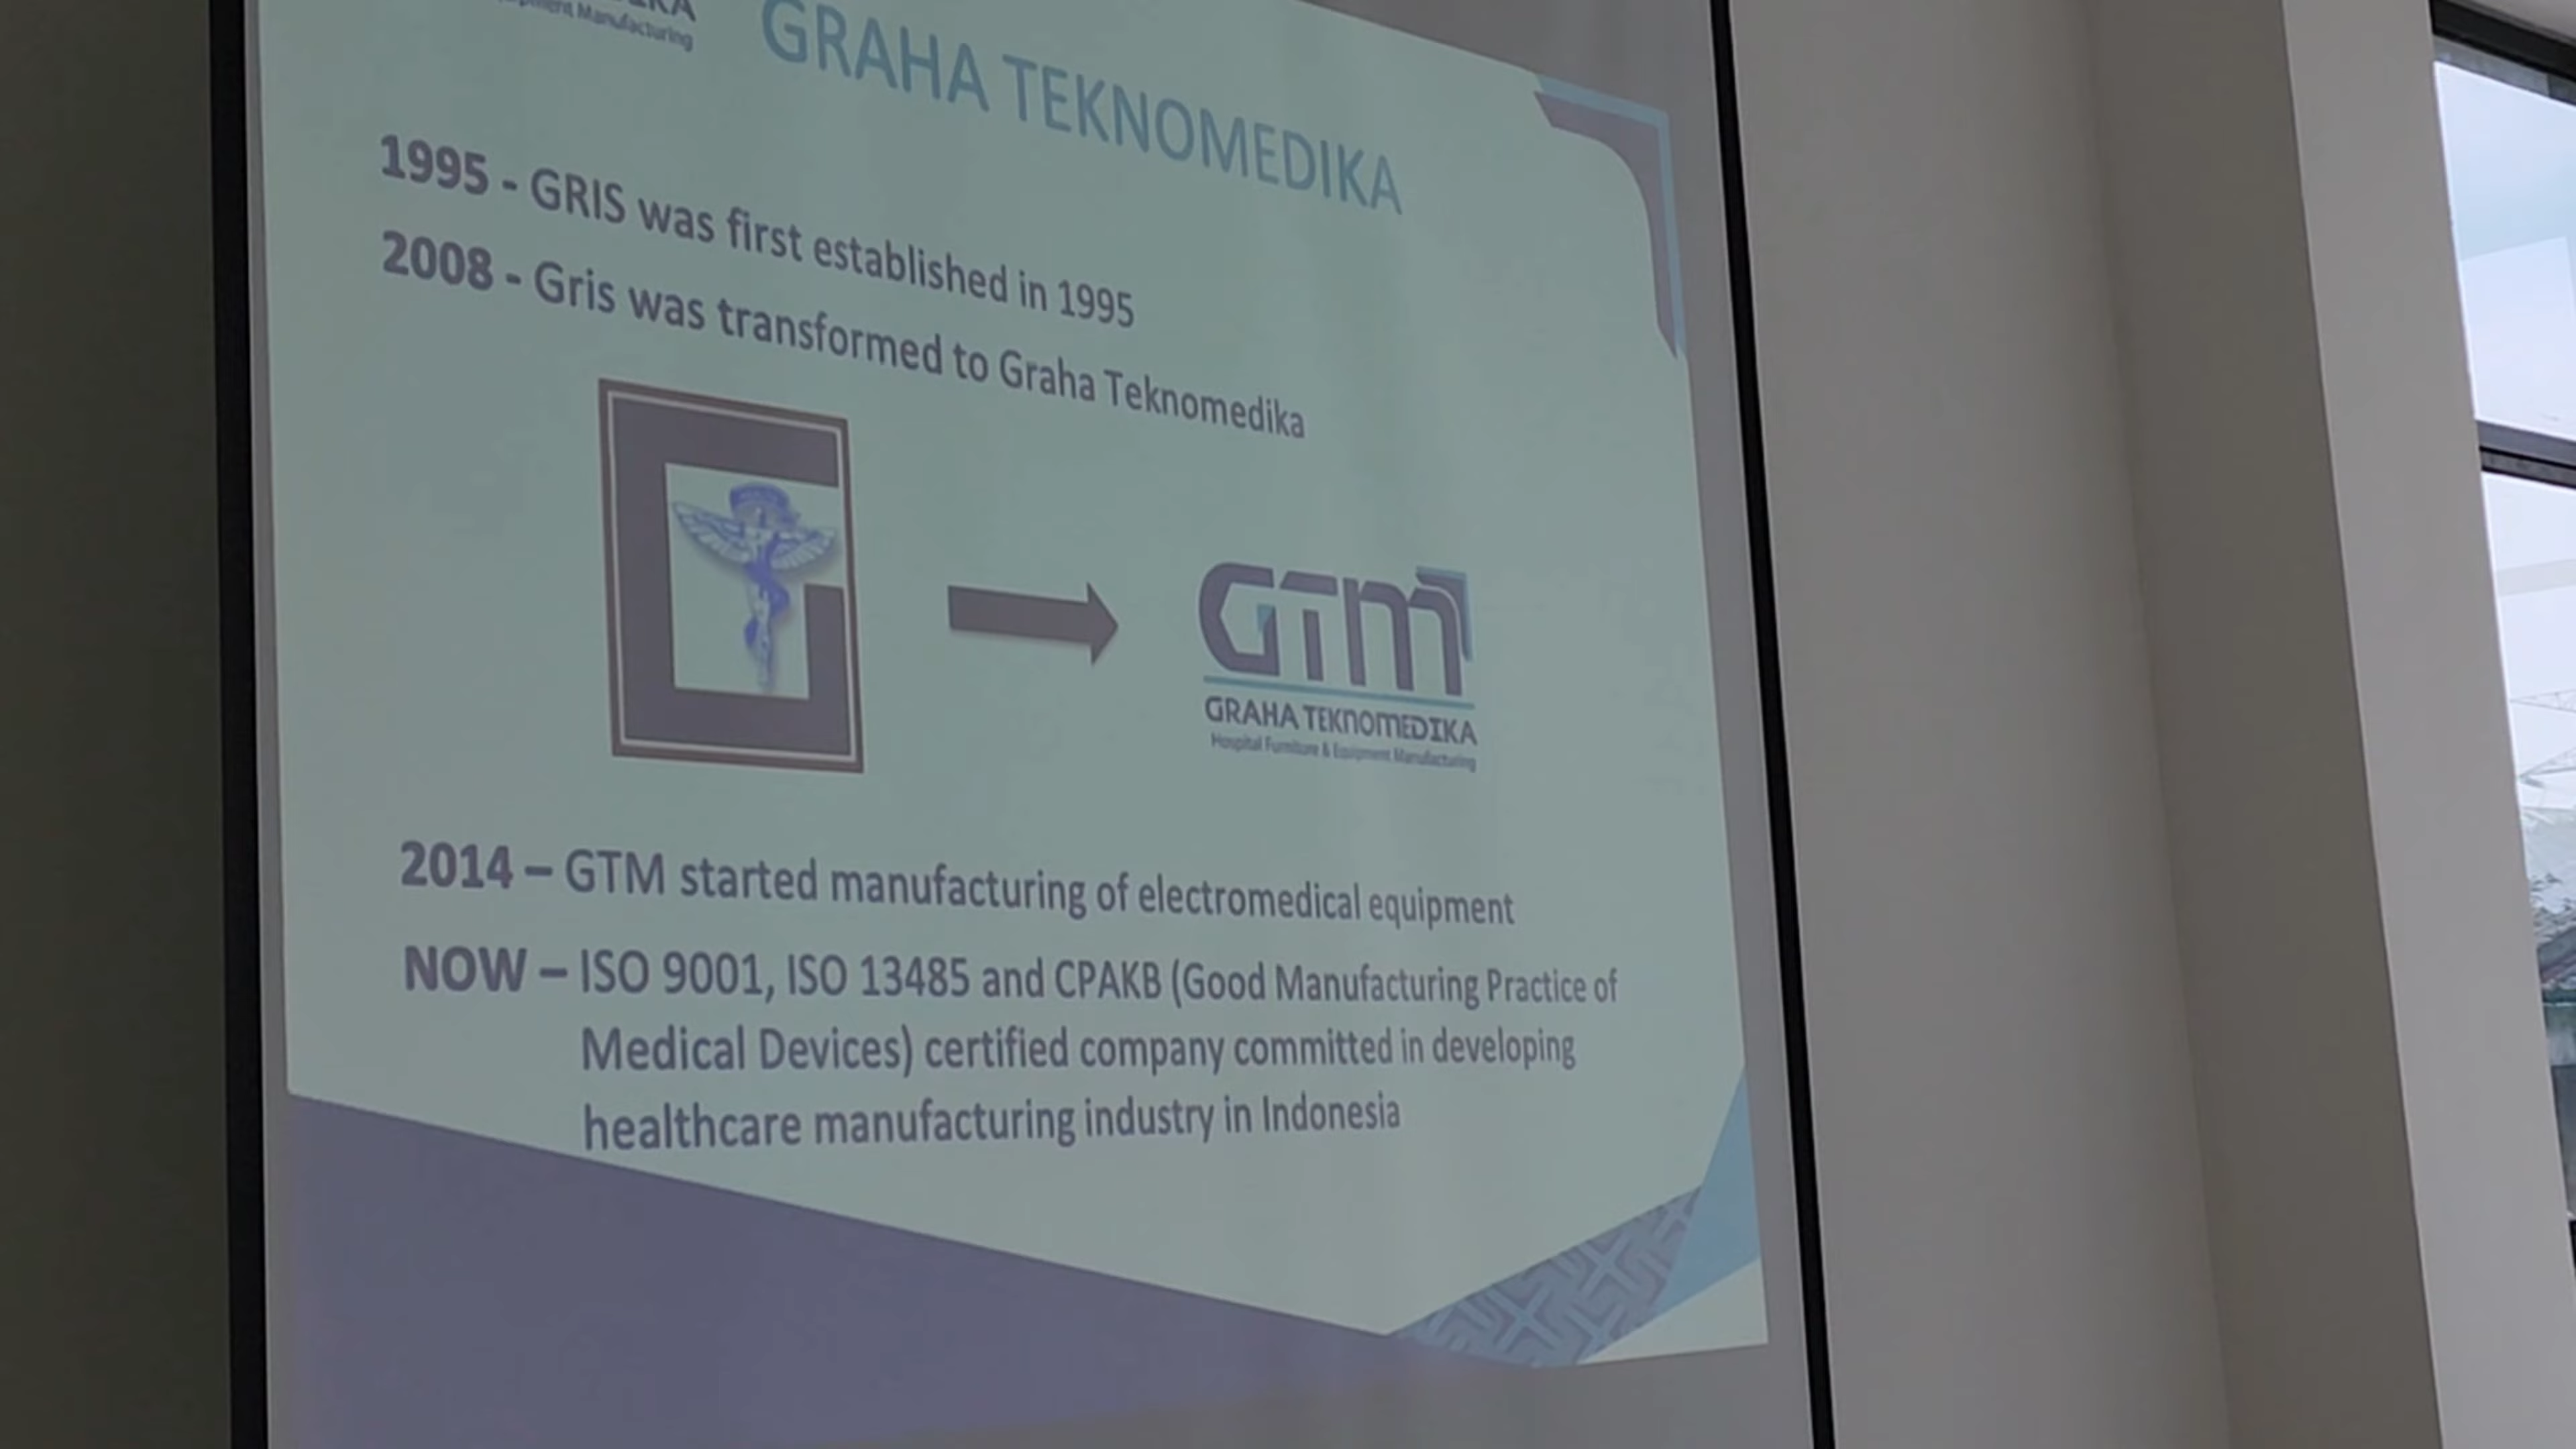 Manufacturing
GRAHA TEKNOMEDIKA
1995 - GRIS was first established in 1995
2008 - Gris was transformed to Graha Teknomedika
G
GTM
GRAHA TEKNOMEDIKA
Hospital Furniture & Equipment Manufacturing
2014 – GTM started manufacturing of electromedical equipment
NOW – ISO 9001, ISO 13485 and CPAKB (Good Manufacturing Practice of
Medical Devices) certified company committed in developing
healthcare manufacturing industry in Indonesia